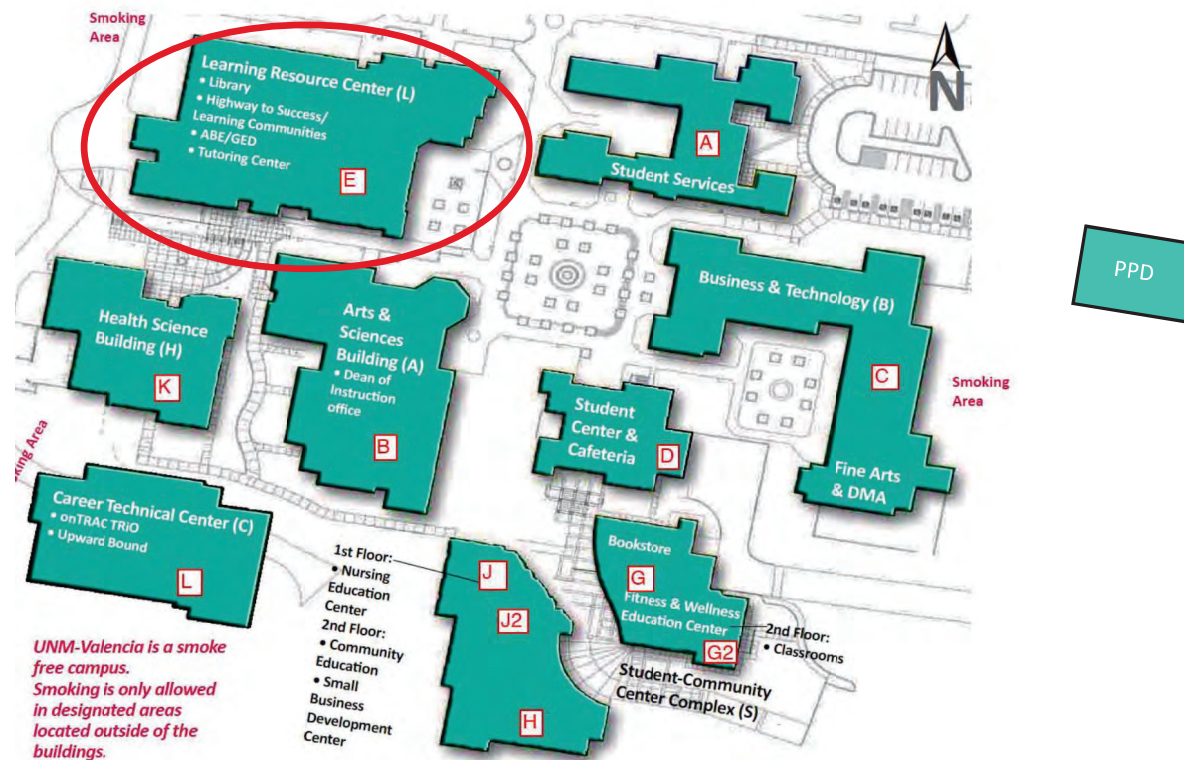 Smoking
Area
Learning Resource Center (L)
• Library
• Highway to Success/
Learning Communities
• ABE/GED
• Tutoring Center
E
A
Student Services
N
PPD
Health Science
Building (H)
K
Arts &
Sciences
Building (A)
• Dean of
Instruction
office
B
Business & Technology (B)
C
Smoking
Area
Student
Center &
Cafeteria
D
Fine Arts
& DMA
king Area
Career Technical Center (C)
• onTRAC TRiO
• Upward Bound
L
1st Floor:
• Nursing
Education
Center
2nd Floor:
• Community
Education
• Small
Business
Development
Center
J
J2
H
Bookstore
G
Fitness & Wellness
Education Center
G2
2nd Floor:
• Classrooms
Student-Community
Center Complex (S)
UNM-Valencia is a smoke
free campus.
Smoking is only allowed
in designated areas
located outside of the
buildings.